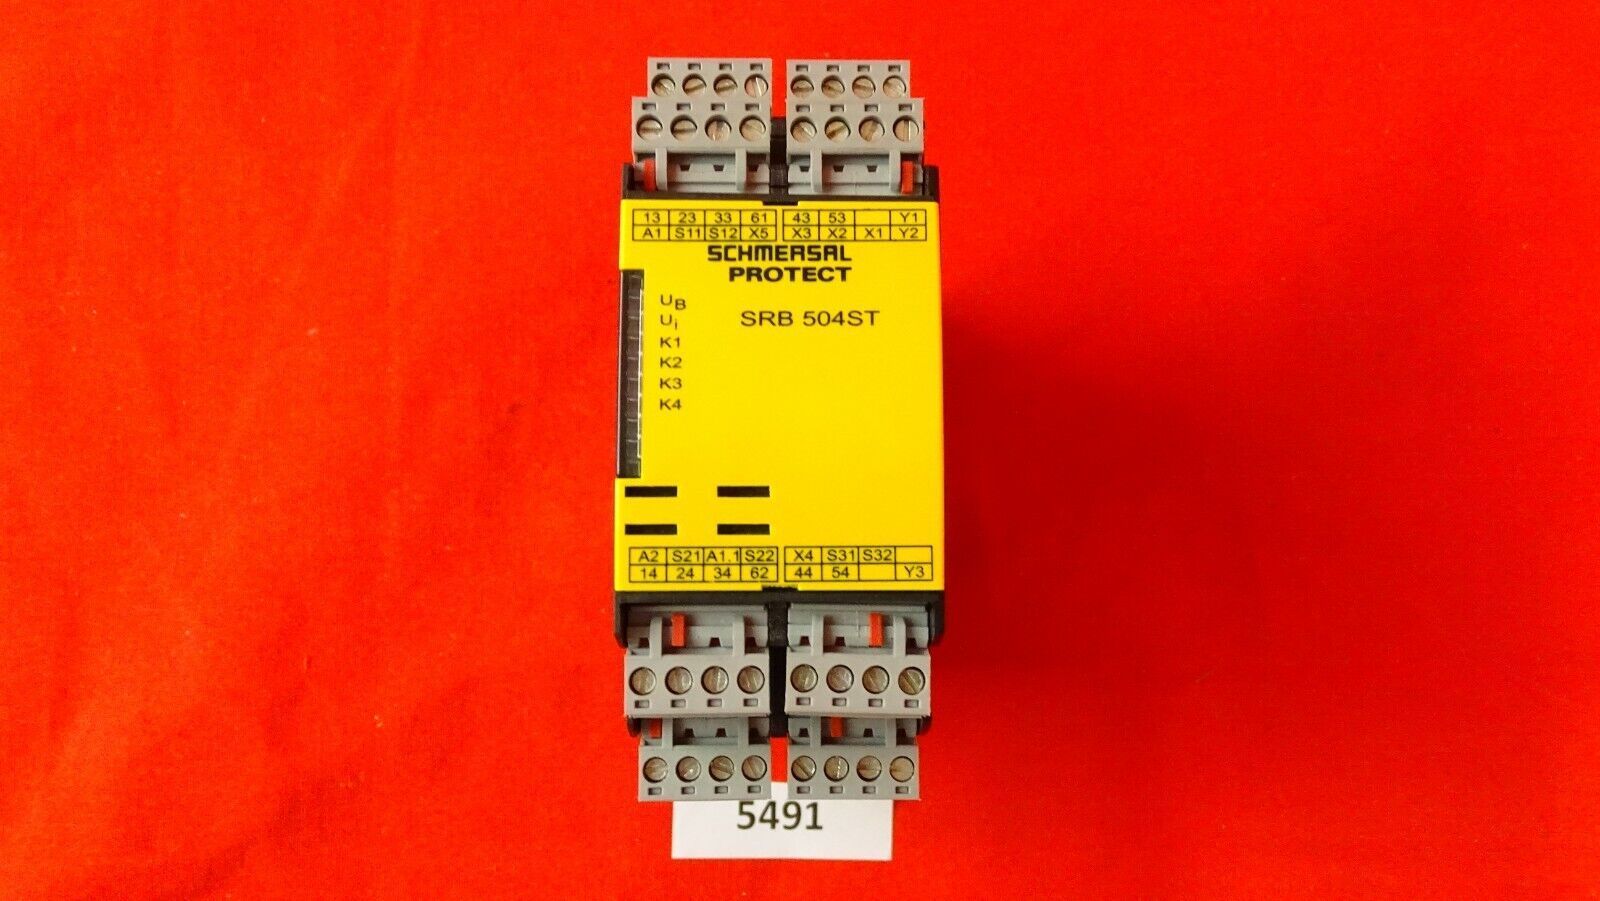 13 23 33 61 43 53 Y1
A1 S11 S12 X5 X3 X2 X1 Y2
SCHMERSAL
PROTECT
UB
Ui
SRB 504ST
K1
K2
K3
K4
A2 S21 A1.1 S22 X4 S31 S32
14 24 34 62 44 54 Y3
5491